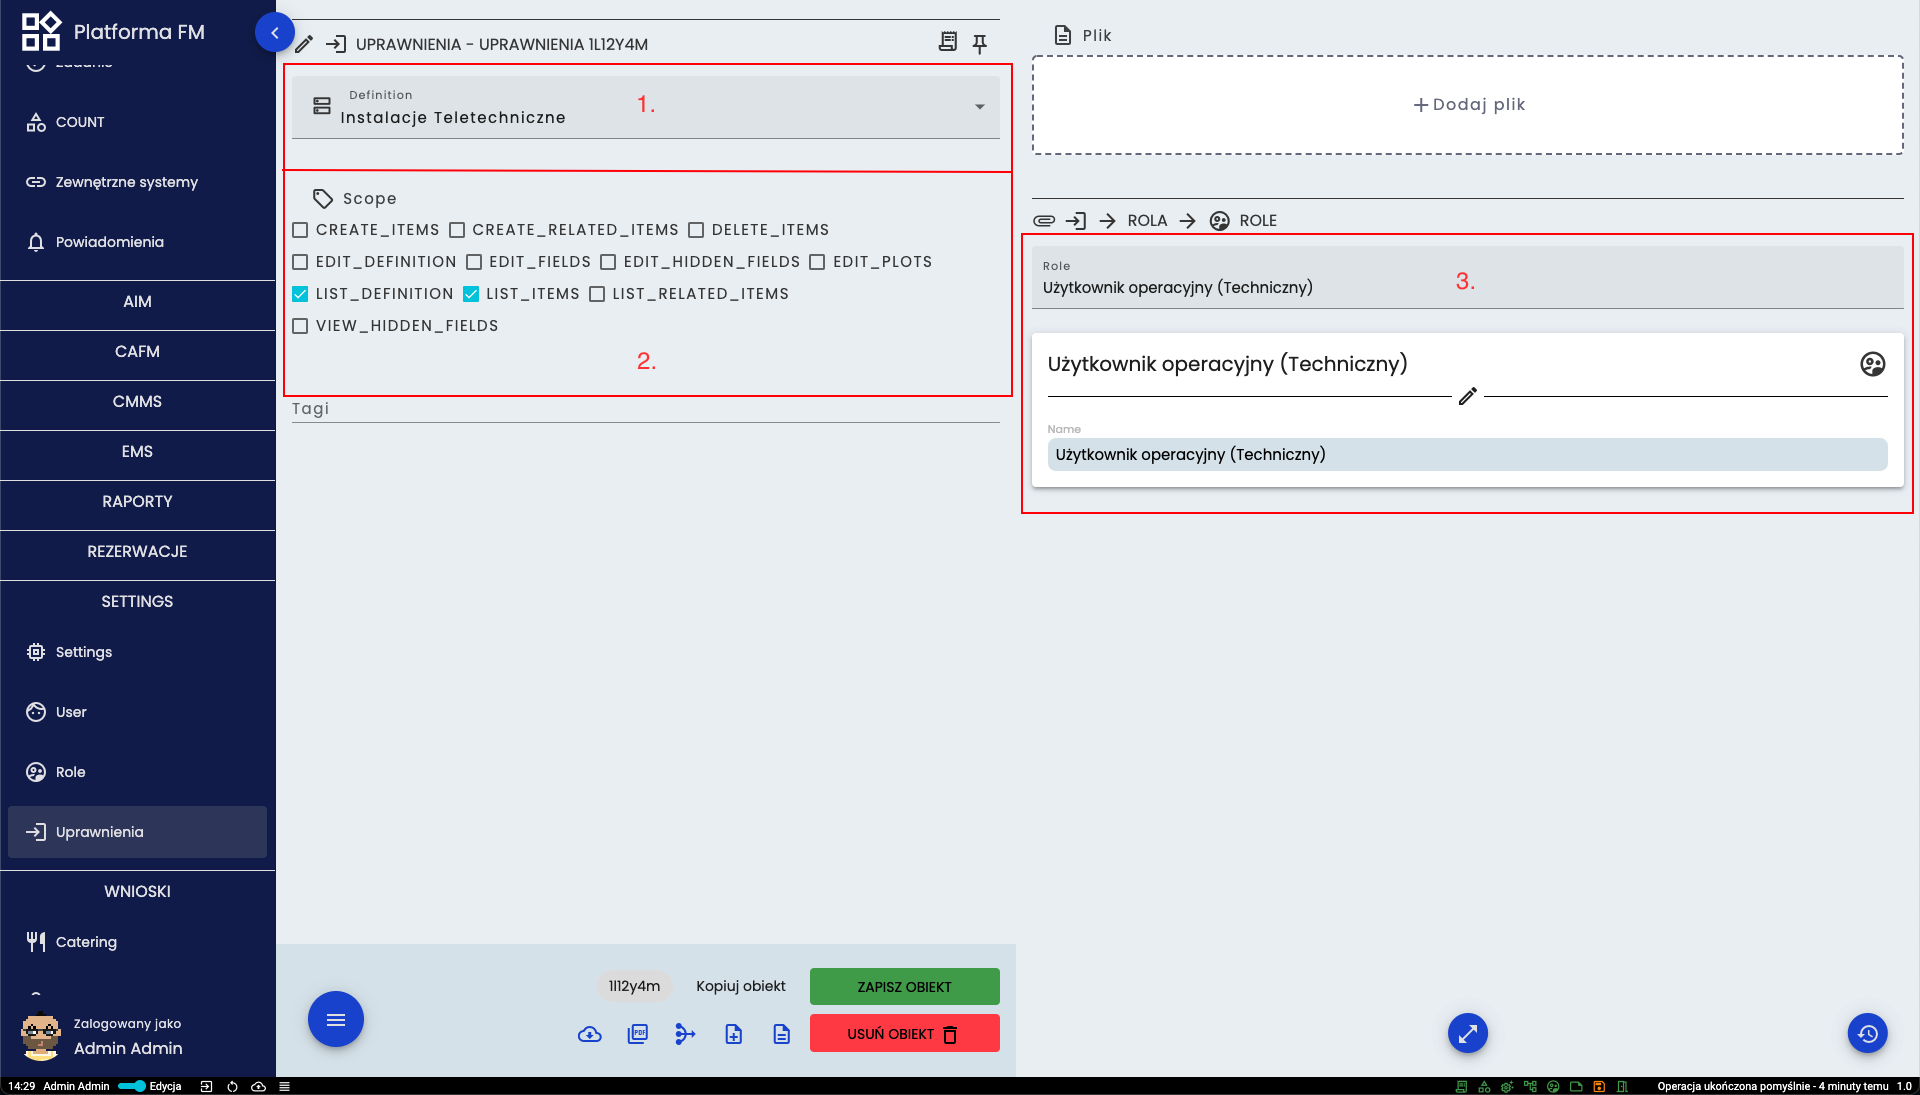 Platforma FM
Zadanie
COUNT
Zewnętrzne systemy
Powiadomienia
AIM
CAFM
CMMS
EMS
RAPORTY
REZERWACJE
SETTINGS
Settings
User
Role
Uprawnienia
WNIOSKI
Catering
Zalogowany jako
Admin Admin
UPRAWNIENIA - UPRAWNIENIA 1L12Y4M
Definition
Instalacje Teletechniczne
1.
Scope
CREATE_ITEMS CREATE_RELATED_ITEMS DELETE_ITEMS
EDIT_DEFINITION EDIT_FIELDS EDIT_HIDDEN_FIELDS EDIT_PLOTS
LIST_DEFINITION LIST_ITEMS LIST_RELATED_ITEMS
VIEW_HIDDEN_FIELDS
2.
Tagi
1l12y4m Kopiuj obiekt ZAPISZ OBIEKT
PDF
USUŃ OBIEKT
Plik
Dodaj plik
ROLA ROLE
Role
Użytkownik operacyjny (Techniczny)
3.
Użytkownik operacyjny (Techniczny)
Name
Użytkownik operacyjny (Techniczny)
14:29 Admin Admin Edycja
Operacja ukończona pomyślnie - 4 minuty temu 1.0